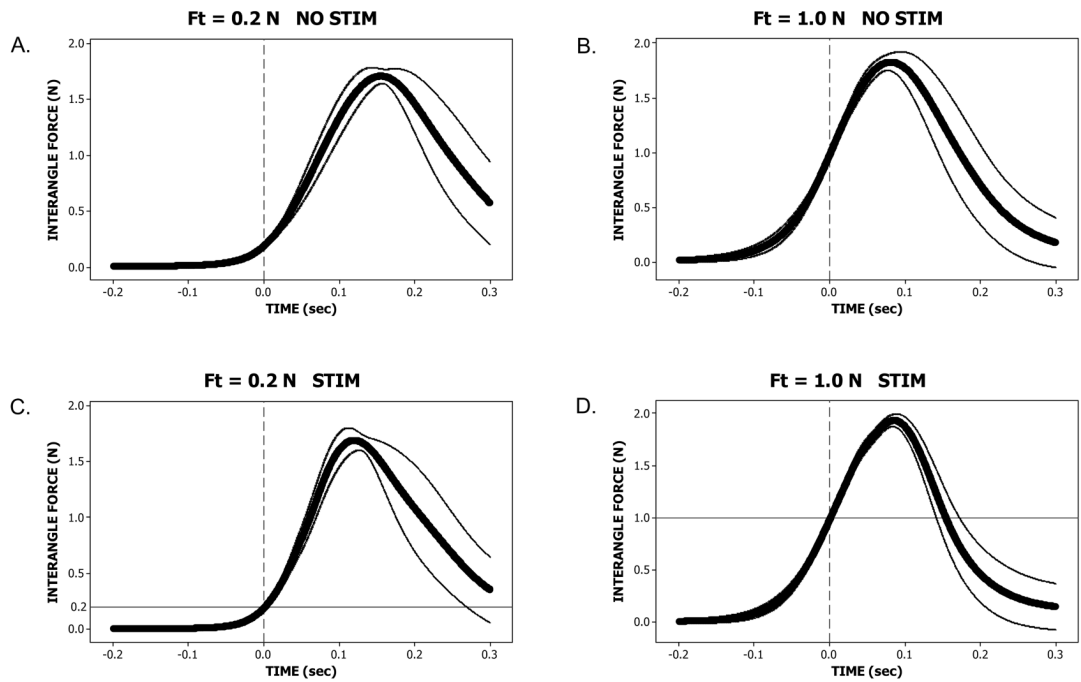 A.
Ft = 0.2 N NO STIM
INTERANGLE FORCE (N)
2.0
1.5
1.0
0.5
0.0
-0.2 -0.1 0.0 0.1 0.2 0.3
TIME (sec)
B.
Ft = 1.0 N NO STIM
INTERANGLE FORCE (N)
2.0
1.5
1.0
0.5
0.0
-0.2 -0.1 0.0 0.1 0.2 0.3
TIME (sec)
C.
Ft = 0.2 N STIM
INTERANGLE FORCE (N)
2.0
1.5
1.0
0.5
0.2
0.0
-0.2 -0.1 0.0 0.1 0.2 0.3
TIME (sec)
D.
Ft = 1.0 N STIM
INTERANGLE FORCE (N)
2.0
1.5
1.0
0.5
0.0
-0.2 -0.1 0.0 0.1 0.2 0.3
TIME (sec)